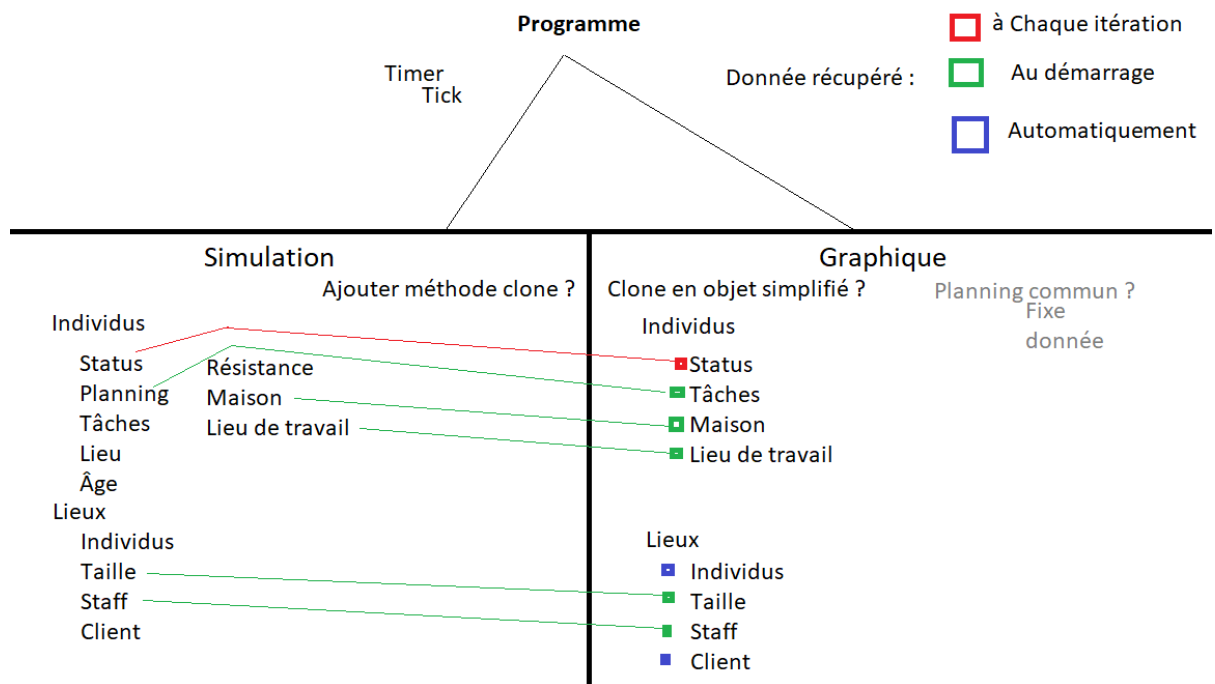 Programme
à Chaque itération
Timer
Tick
Donnée récupéré :
Au démarrage
Automatiquement
Simulation
Ajouter méthode clone ?
Individus
Status
Planning
Tâches
Lieu
Âge
Résistance
Maison
Lieu de travail
Lieux
Individus
Taille
Staff
Client
Graphique
Clone en objet simplifié ?
Planning commun ?
Fixe
donnée
Individus
Status
Tâches
Maison
Lieu de travail
Lieux
Individus
Taille
Staff
Client